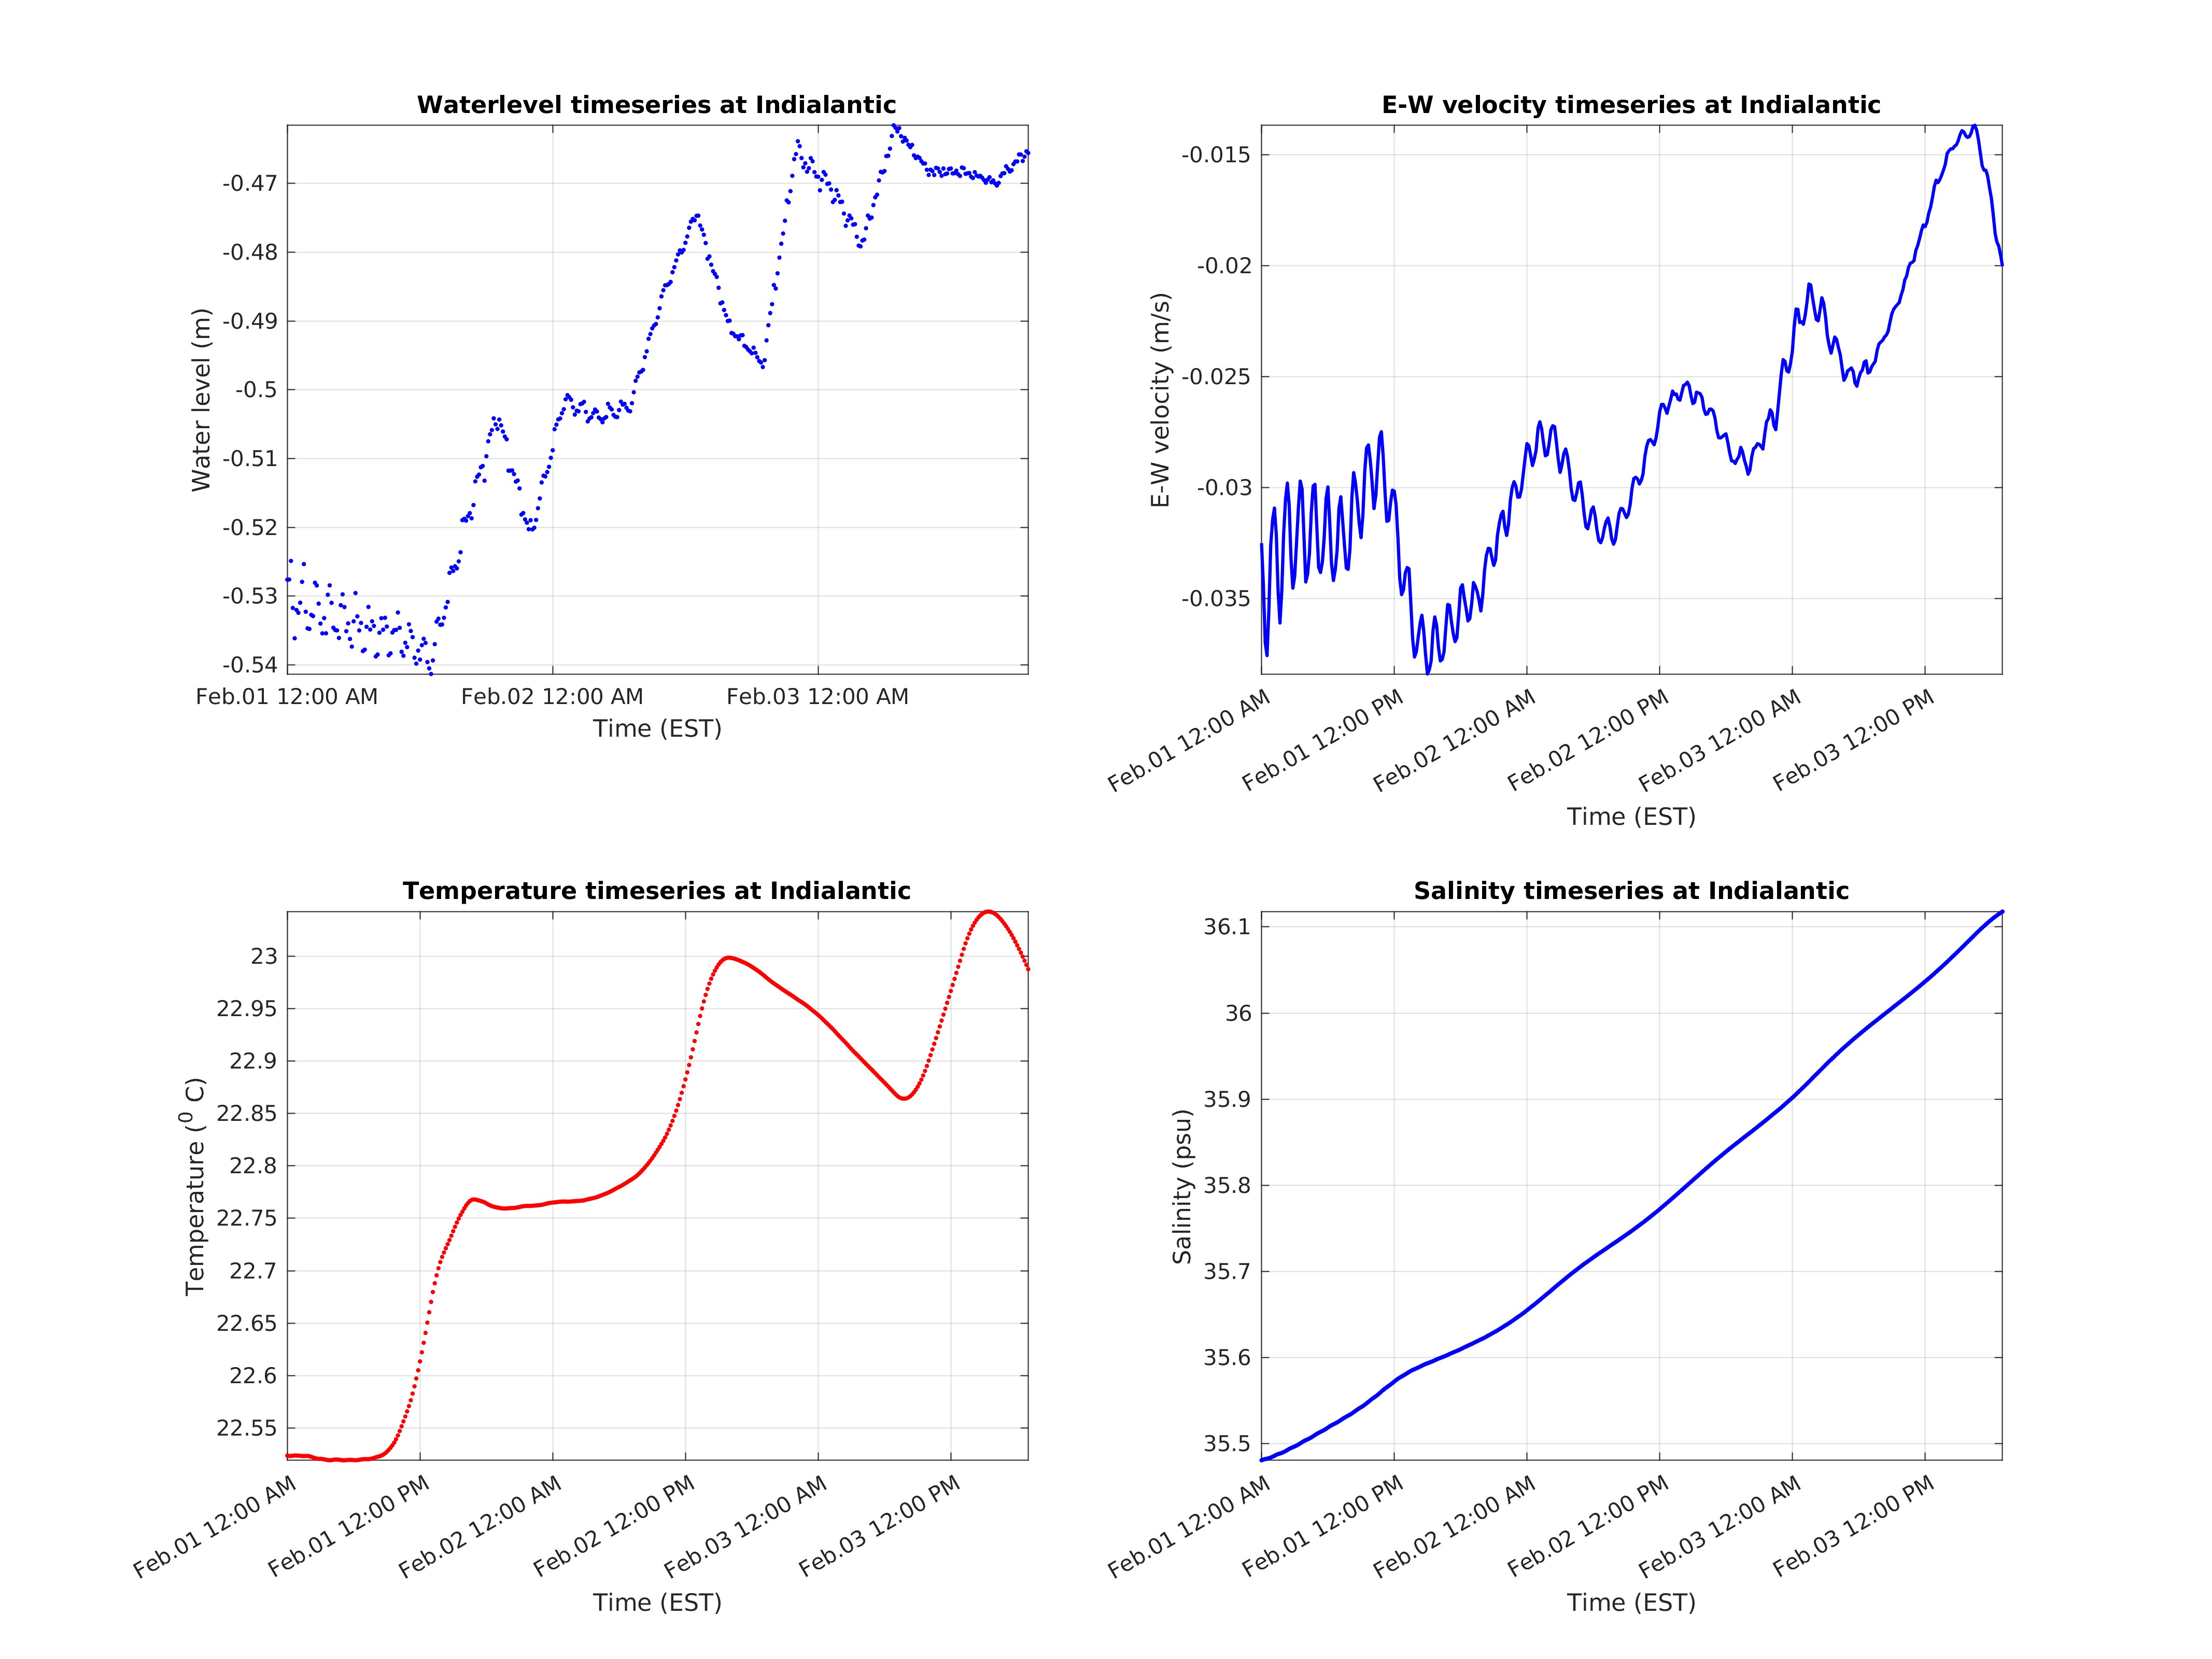 Waterlevel timeseries at Indialantic
Water level (m)
-0.47
-0.48
-0.49
-0.5
-0.51
-0.52
-0.53
-0.54
Feb.01 12:00 AM
Feb.02 12:00 AM
Feb.03 12:00 AM
Time (EST)
E-W velocity timeseries at Indialantic
E-W velocity (m/s)
-0.015
-0.02
-0.025
-0.03
-0.035
Feb.01 12:00 AM
Feb.01 12:00 PM
Feb.02 12:00 AM
Feb.02 12:00 PM
Feb.03 12:00 AM
Feb.03 12:00 PM
Time (EST)
Temperature timeseries at Indialantic
Temperature (⁰ C)
23
22.95
22.9
22.85
22.8
22.75
22.7
22.65
22.6
22.55
Feb.01 12:00 AM
Feb.01 12:00 PM
Feb.02 12:00 AM
Feb.02 12:00 PM
Feb.03 12:00 AM
Feb.03 12:00 PM
Time (EST)
Salinity timeseries at Indialantic
Salinity (psu)
36.1
36
35.9
35.8
35.7
35.6
35.5
Feb.01 12:00 AM
Feb.01 12:00 PM
Feb.02 12:00 AM
Feb.02 12:00 PM
Feb.03 12:00 AM
Feb.03 12:00 PM
Time (EST)